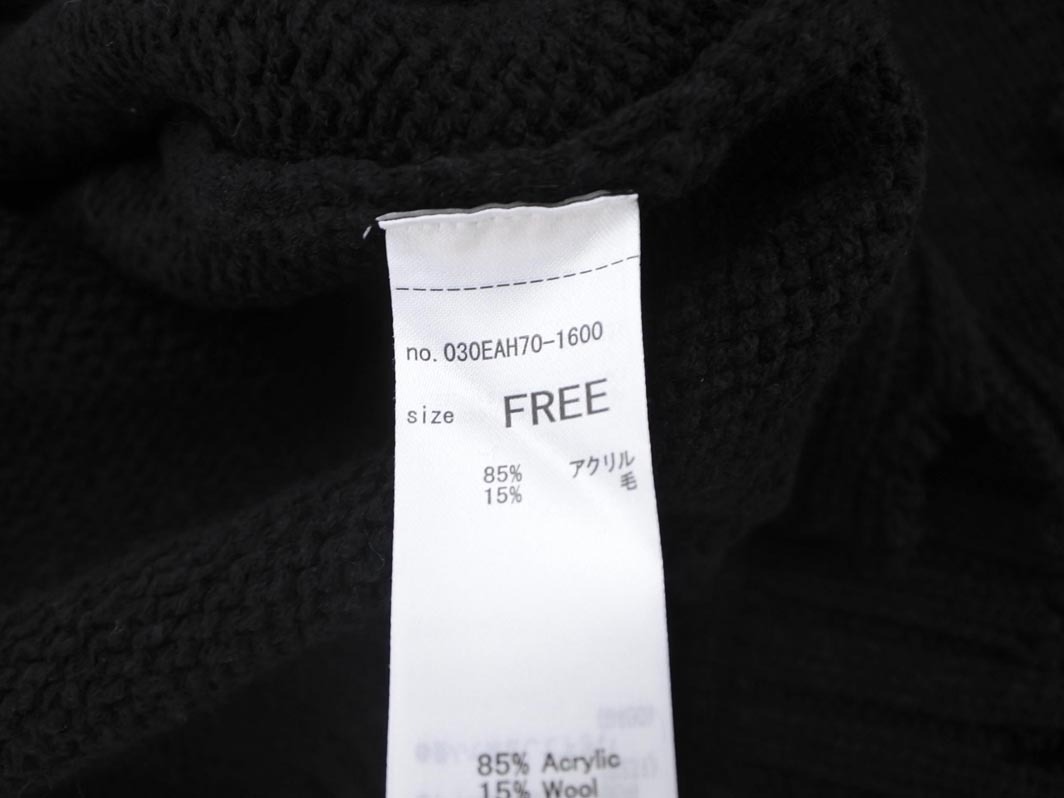 no. 030EAH70-1600
size FREE
85% アクリル
15% 毛
85% Acrylic
15% Wool